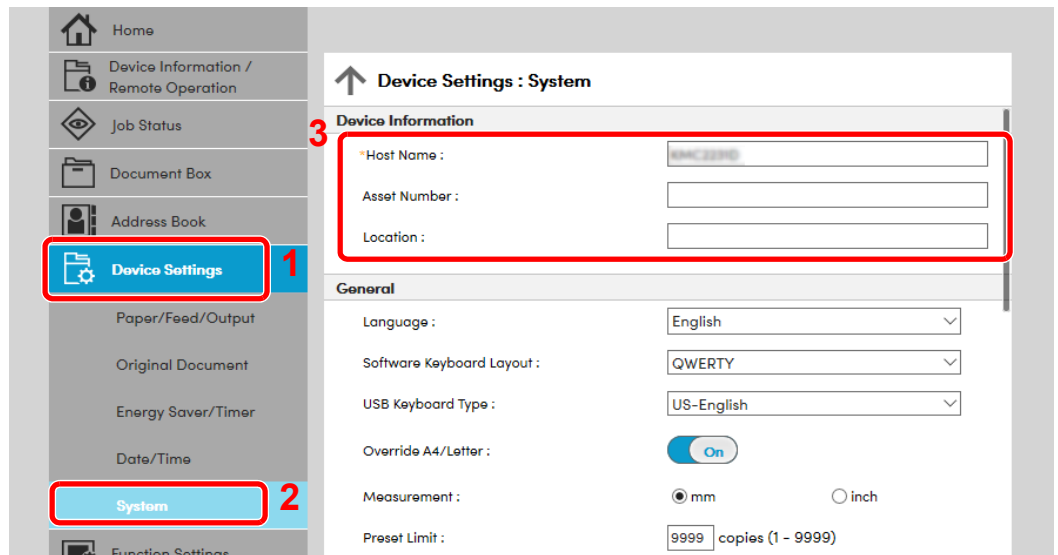 Home
Device Information /
Remote Operation
Job Status
Document Box
Address Book
1
Device Settings
Paper/Feed/Output
Original Document
Energy Saver/Timer
Date/Time
2
System
Function Settings
Device Settings : System
Device Information
3
*Host Name :
Asset Number :
Location :
General
Language : English
Software Keyboard Layout : QWERTY
USB Keyboard Type : US-English
Override A4/Letter : On
Measurement : mm inch
Preset Limit : 9999 copies (1 - 9999)